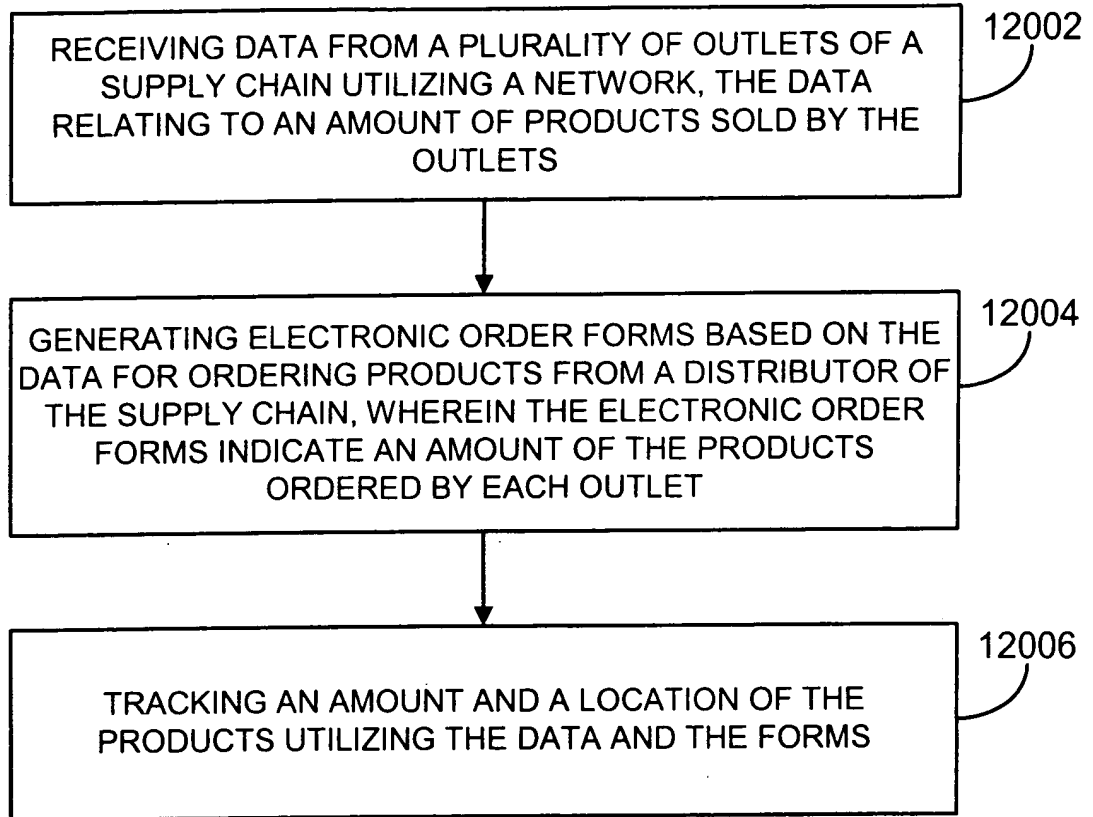 RECEIVING DATA FROM A PLURALITY OF OUTLETS OF A
SUPPLY CHAIN UTILIZING A NETWORK, THE DATA
RELATING TO AN AMOUNT OF PRODUCTS SOLD BY THE
OUTLETS
12002
GENERATING ELECTRONIC ORDER FORMS BASED ON THE
DATA FOR ORDERING PRODUCTS FROM A DISTRIBUTOR OF
THE SUPPLY CHAIN, WHEREIN THE ELECTRONIC ORDER
FORMS INDICATE AN AMOUNT OF THE PRODUCTS
ORDERED BY EACH OUTLET
12004
TRACKING AN AMOUNT AND A LOCATION OF THE
PRODUCTS UTILIZING THE DATA AND THE FORMS
12006